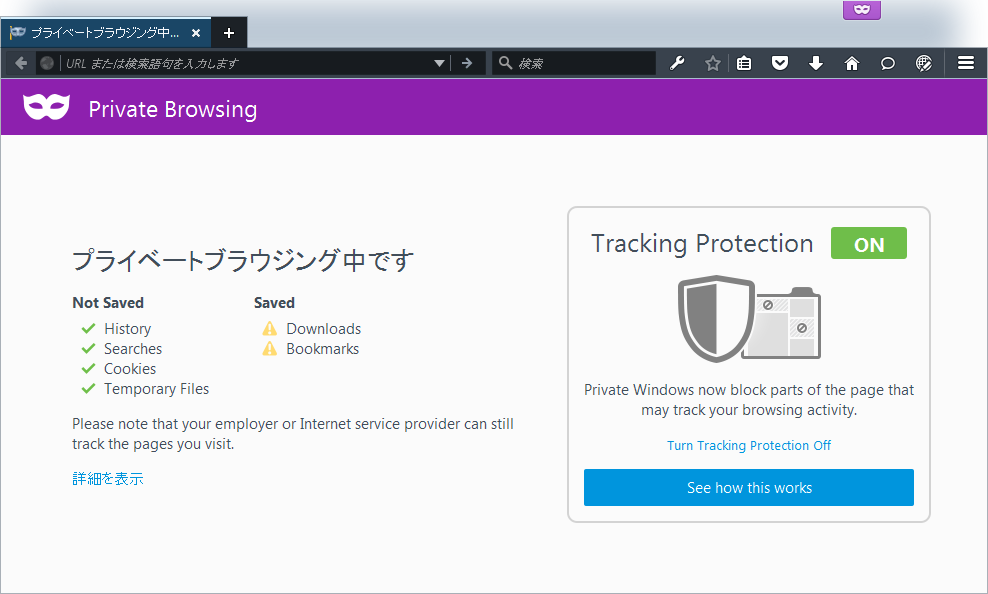 プライベートブラウジング中...
URL または検索語句を入力します
検索
Private Browsing
プライベートブラウジング中です
Not Saved
History
Searches
Cookies
Temporary Files
Saved
Downloads
Bookmarks
Please note that your employer or Internet service provider can still
track the pages you visit.
詳細を表示
Tracking Protection
ON
Private Windows now block parts of the page that
may track your browsing activity.
Turn Tracking Protection Off
See how this works